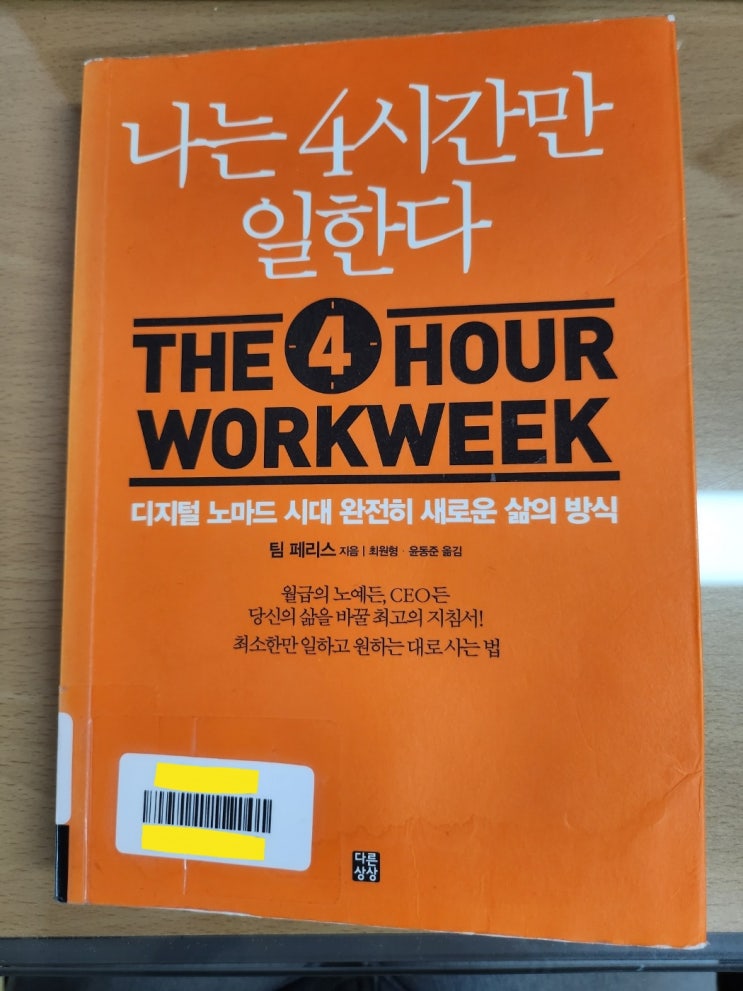 나는 4시간만
일한다
THE 4 HOUR
WORKWEEK
디지털 노마드 시대 완전히 새로운 삶의 방식
팀 페리스 지음 | 최원형 · 윤동준 옮김
월급의 노예든, CEO든
당신의 삶을 바꿀 최고의 지침서!
최소한만 일하고 원하는 대로 사는 법
다른
상상